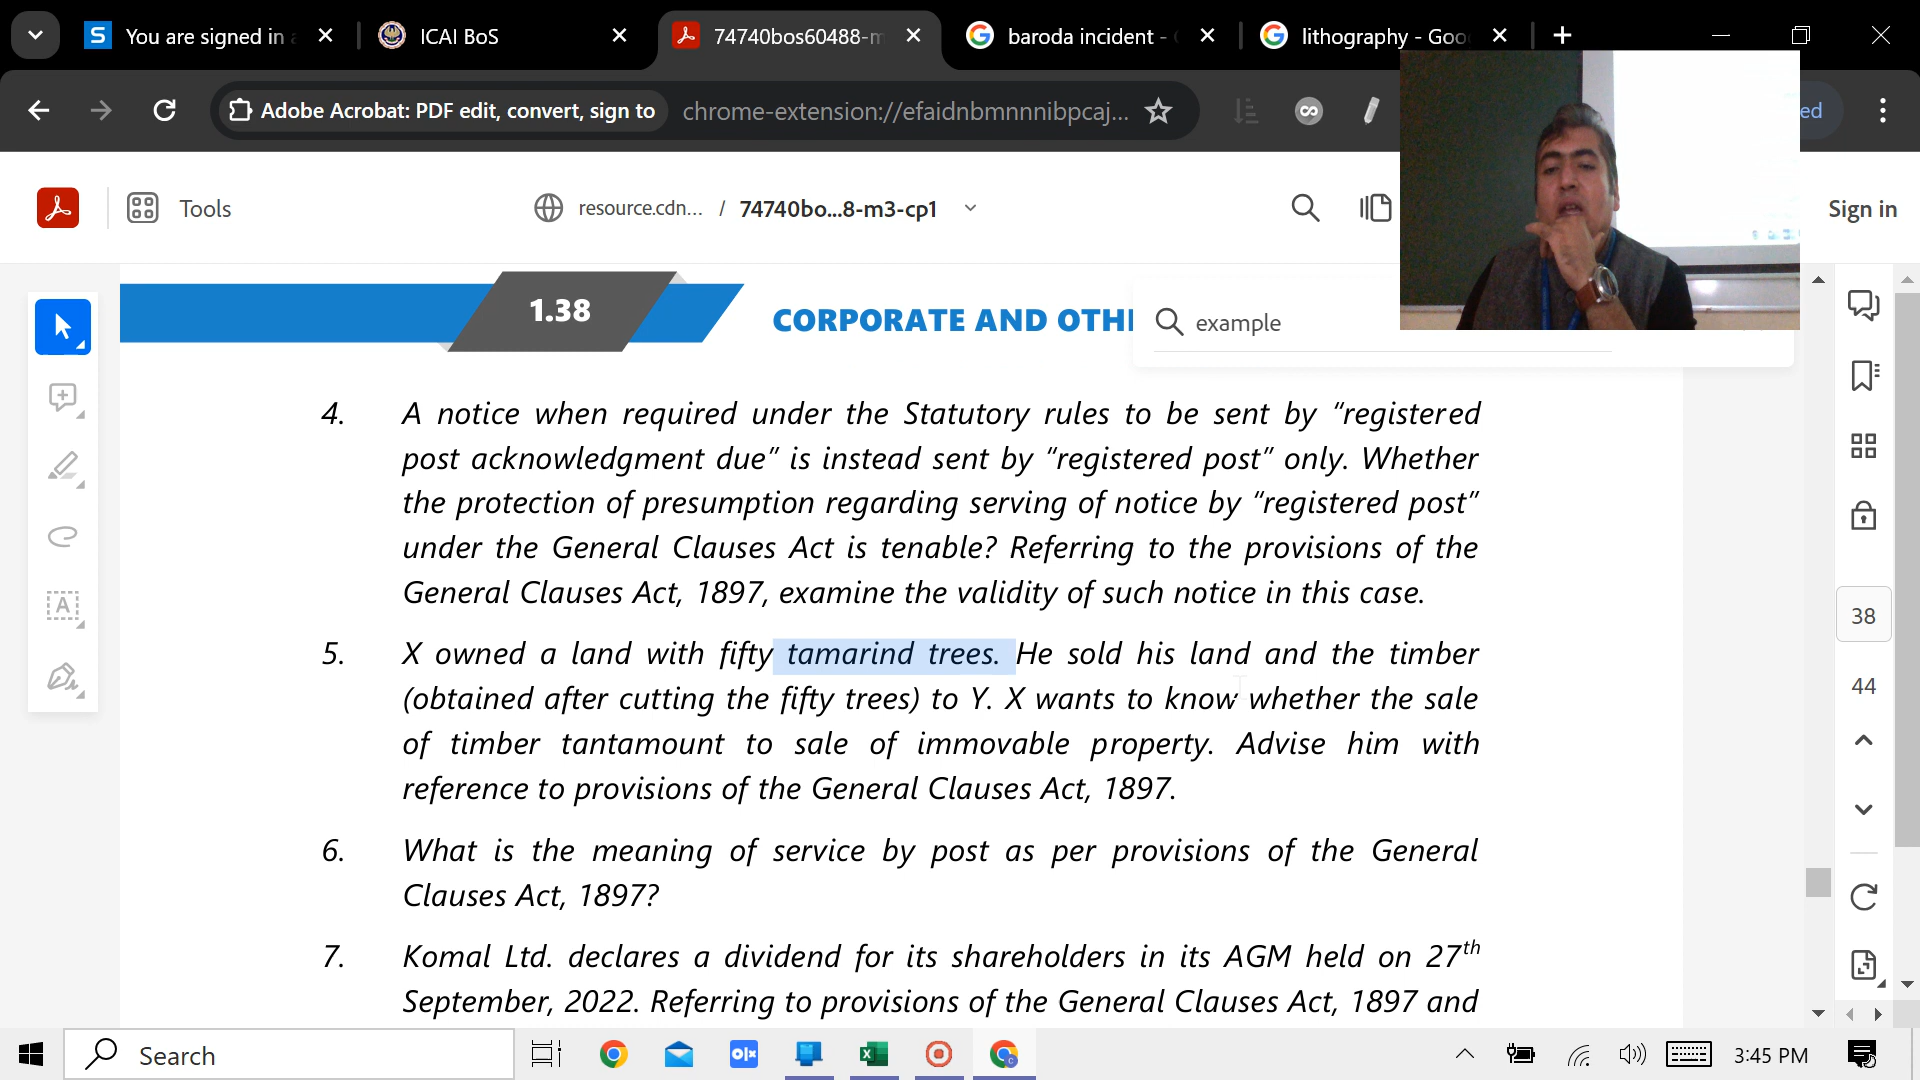 You are signed in
ICAI BoS
74740bos60488-m
baroda incident -
lithography - Goo
Adobe Acrobat: PDF edit, convert, sign to
chrome-extension://efaidnbmnnnibpcaj...
ed
Tools
resource.cdn... / 74740bo...8-m3-cp1
Sign in
1.38
CORPORATE AND OTH
example
4. A notice when required under the Statutory rules to be sent by “registered
post acknowledgment due” is instead sent by “registered post” only. Whether
the protection of presumption regarding serving of notice by “registered post”
under the General Clauses Act is tenable? Referring to the provisions of the
General Clauses Act, 1897, examine the validity of such notice in this case.
5. X owned a land with fifty tamarind trees. He sold his land and the timber
(obtained after cutting the fifty trees) to Y. X wants to know whether the sale
of timber tantamount to sale of immovable property. Advise him with
reference to provisions of the General Clauses Act, 1897.
6. What is the meaning of service by post as per provisions of the General
Clauses Act, 1897?
7. Komal Ltd. declares a dividend for its shareholders in its AGM held on 27th
September, 2022. Referring to provisions of the General Clauses Act, 1897 and
38
44
Search
3:45 PM